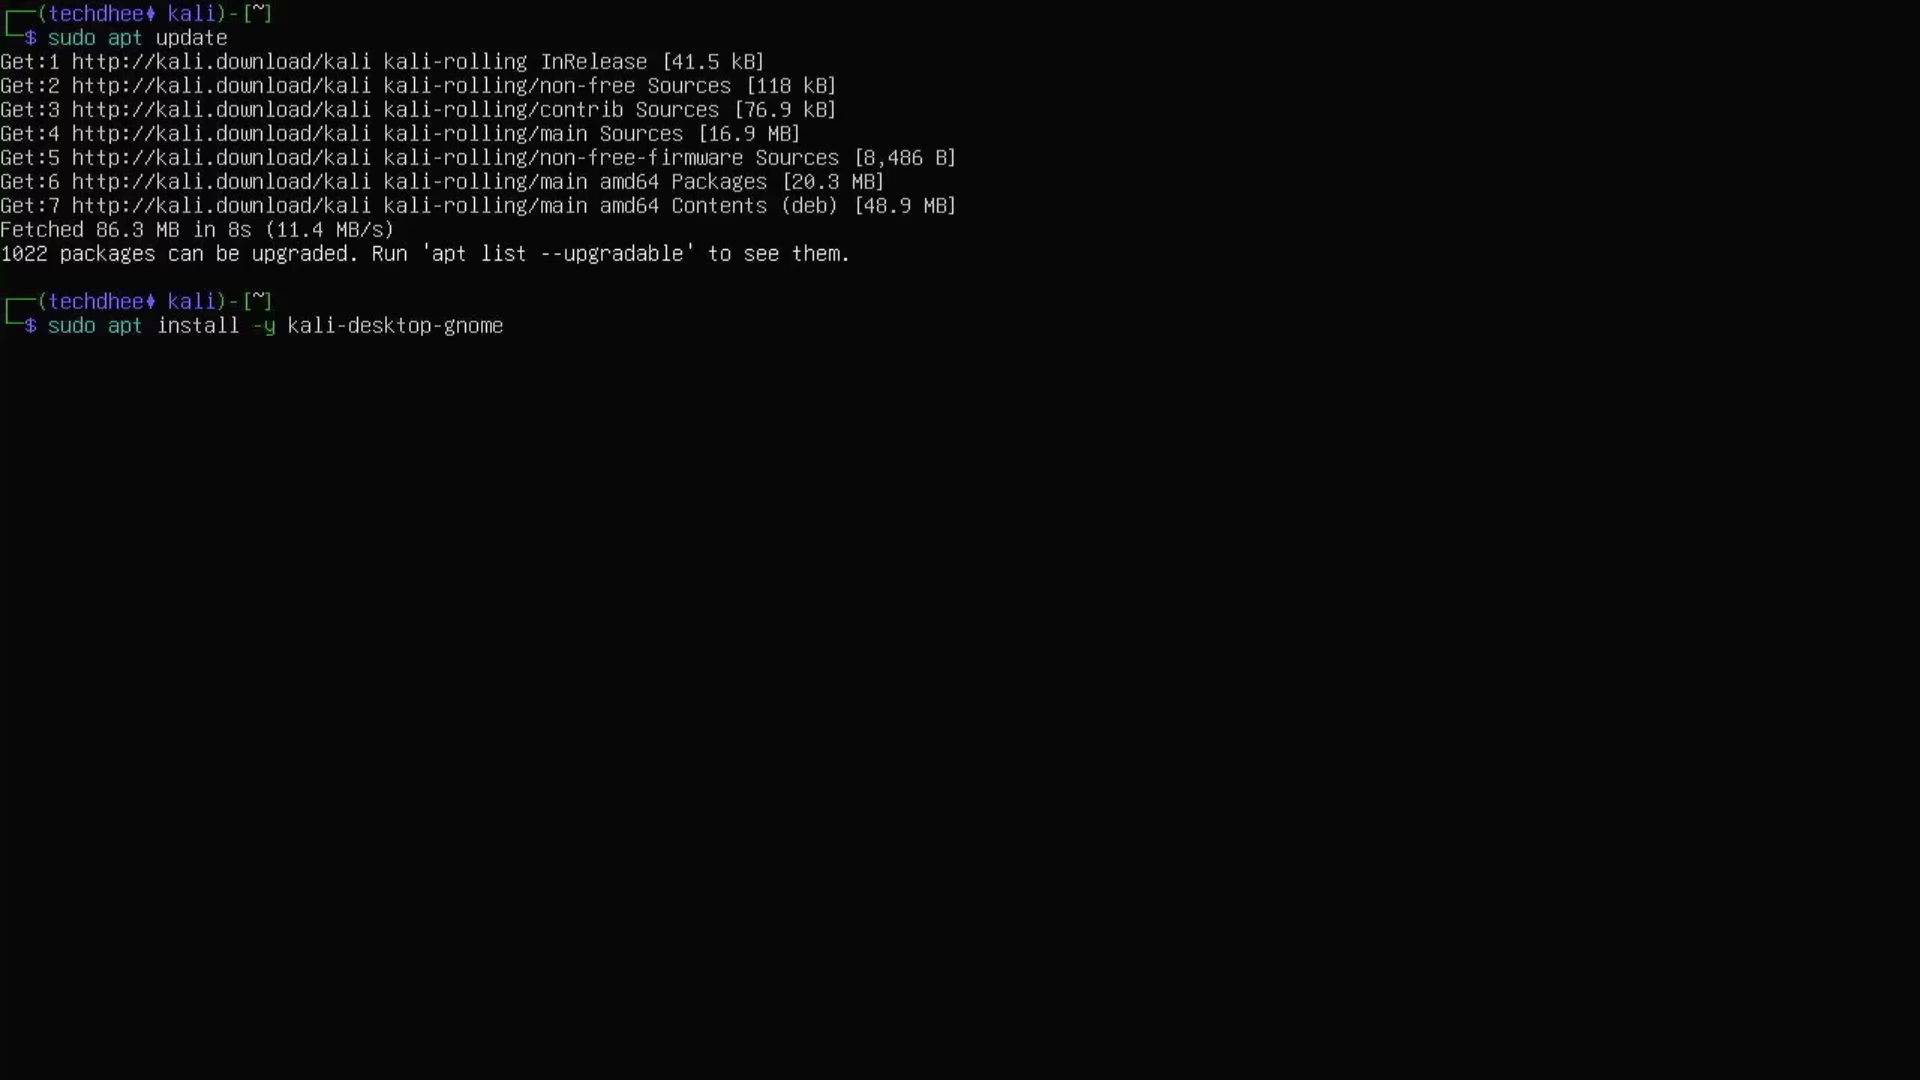 ┌──(techdhee♦ kali)-[~]
└─$ sudo apt update
Get:1 http://kali.download/kali kali-rolling InRelease [41.5 kB]
Get:2 http://kali.download/kali kali-rolling/non-free Sources [118 kB]
Get:3 http://kali.download/kali kali-rolling/contrib Sources [76.9 kB]
Get:4 http://kali.download/kali kali-rolling/main Sources [16.9 MB]
Get:5 http://kali.download/kali kali-rolling/non-free-firmware Sources [8,486 B]
Get:6 http://kali.download/kali kali-rolling/main amd64 Packages [20.3 MB]
Get:7 http://kali.download/kali kali-rolling/main amd64 Contents (deb) [48.9 MB]
Fetched 86.3 MB in 8s (11.4 MB/s)
1022 packages can be upgraded. Run 'apt list --upgradable' to see them.
┌──(techdhee♦ kali)-[~]
└─$ sudo apt install -y kali-desktop-gnome